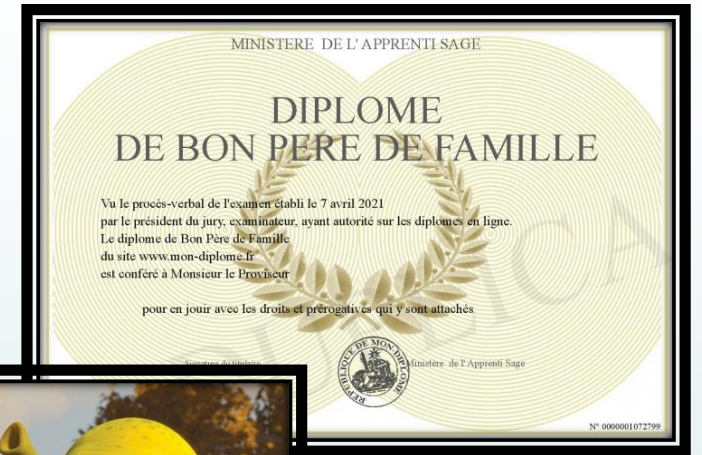 MINISTERE DE L'APPRENTI SAGE
DIPLOME
DE BON PERE DE FAMILLE
Vu le procès-verbal de l'examen établi le 7 avril 2021
par le président du jury, examinateur, ayant autorité sur les diplomes en ligne.
Le diplome de Bon Père de Famille
du site www.mon-diplome.fr
est conféré à Monsieur le Proviseur
pour en jouir avec les droits et prérogatives qui y sont attachés
Signature du titulaire
Ministère de l'Apprenti Sage
REPUBLIQUE DE MON DIPLOME
N° 0000001072799